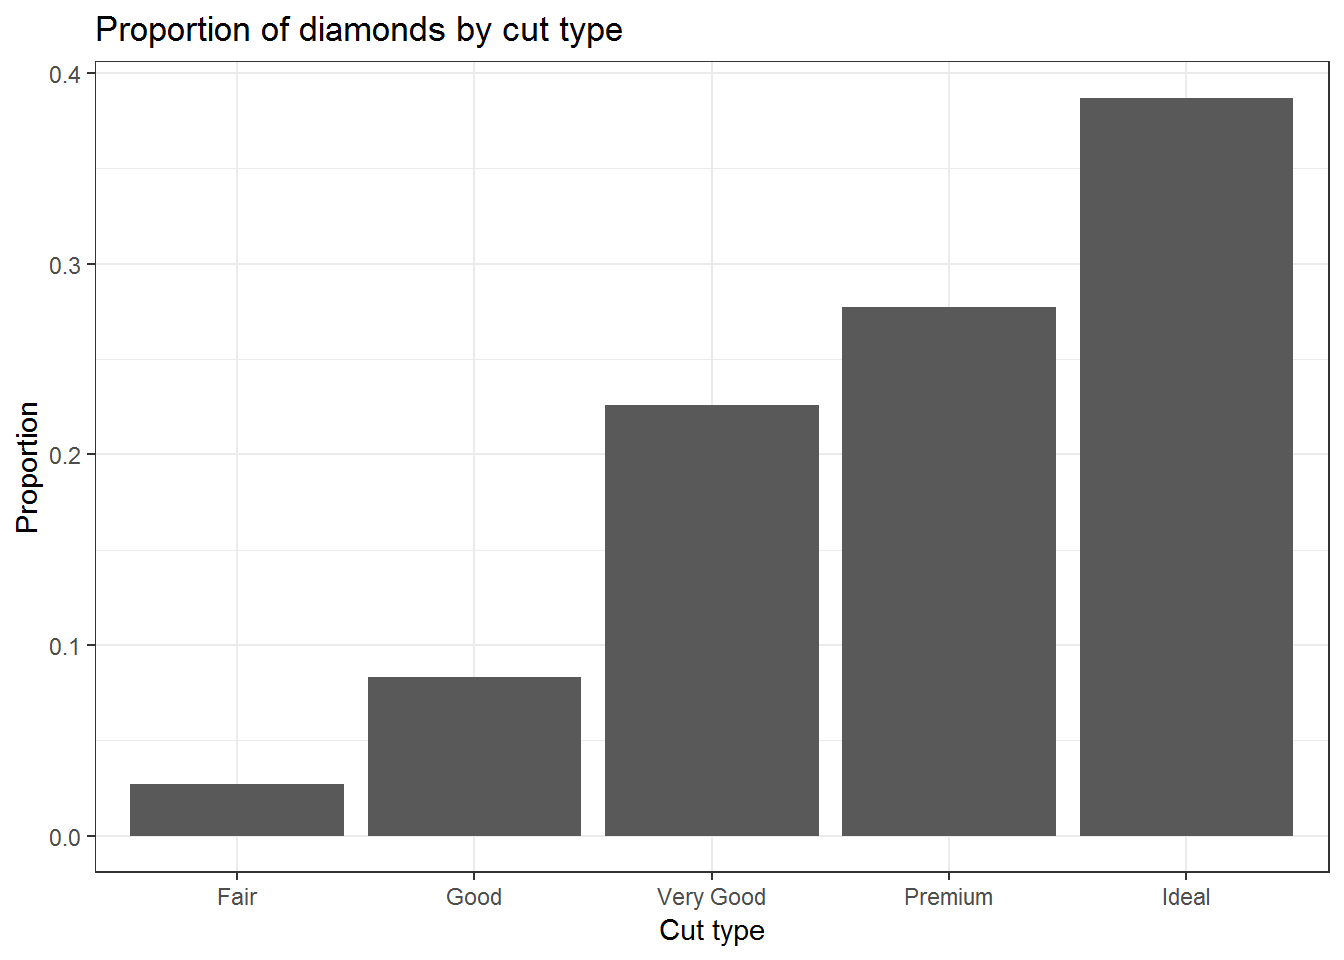 Proportion of diamonds by cut type
0.4
0.3
0.2
0.1
0.0
Proportion
Fair Good Very Good Premium Ideal
Cut type